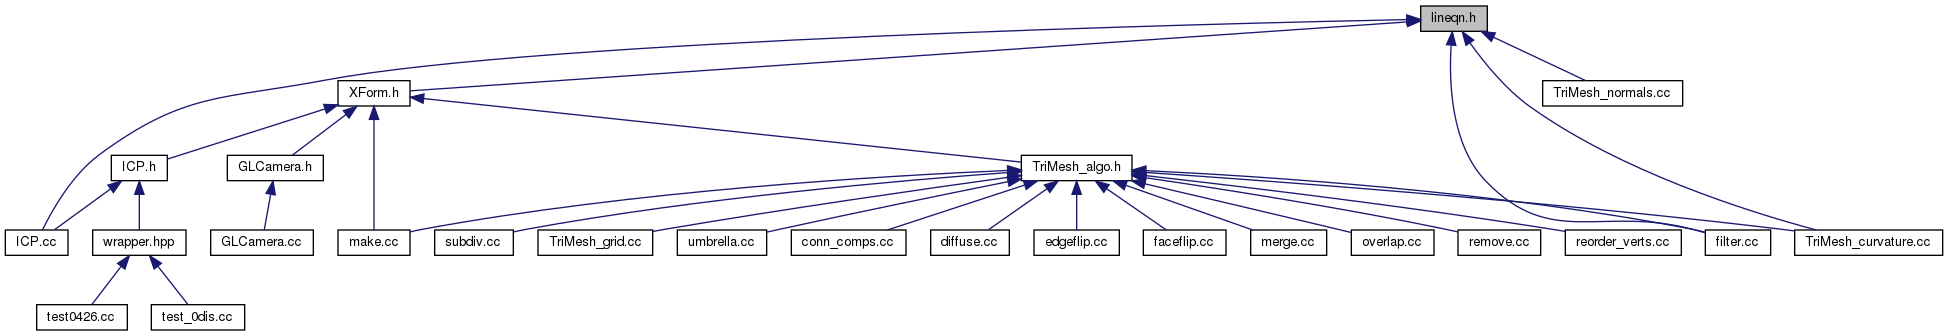 lineqn.h
XForm.h
TriMesh_normals.cc
ICP.h
GLCamera.h
TriMesh_algo.h
ICP.cc
wrapper.hpp
GLCamera.cc
make.cc
subdiv.cc
TriMesh_grid.cc
umbrella.cc
conn_comps.cc
diffuse.cc
edgeflip.cc
faceflip.cc
merge.cc
overlap.cc
remove.cc
reorder_verts.cc
filter.cc
TriMesh_curvature.cc
test0426.cc
test_0dis.cc